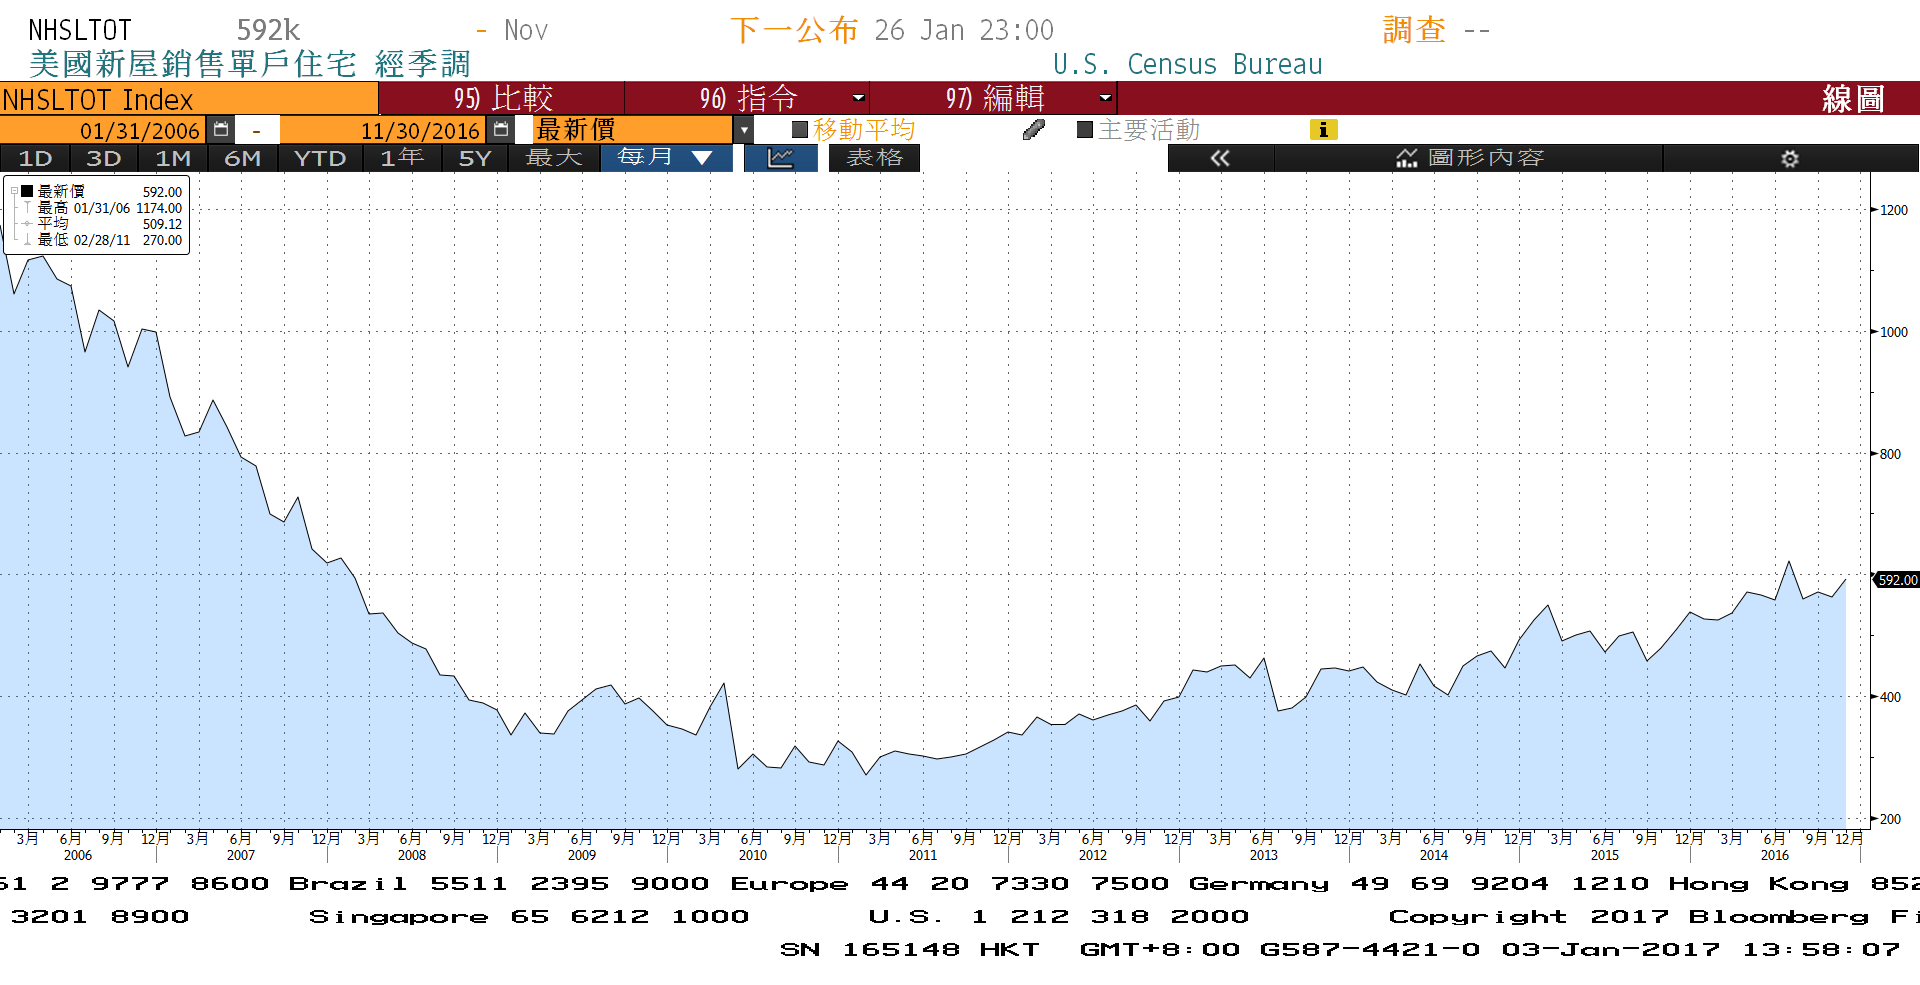 NHSLTOT 592k - Nov 下一公布 26 Jan 23:00 調查 --
美國新屋銷售單戶住宅 經季調 U.S. Census Bureau
NHSLTOT Index 95) 比較 96) 指令 97) 編輯 線圖
01/31/2006 - 11/30/2016 最新價 移動平均 主要活動 i
1D 3D 1M 6M YTD 1年 5Y 最大 每月 ▼ 表格 « 圖形內容
最新價 592.00
最高 01/31/06 1174.00
平均 509.12
最低 02/28/11 270.00
1200
1000
800
592.00
400
200
3月 6月 9月 12月 3月 6月 9月 12月 3月 6月 9月 12月 3月 6月 9月 12月 3月 6月 9月 12月 3月 6月 9月 12月 3月 6月 9月 12月 3月 6月 9月 12月 3月 6月 9月 12月 3月 6月 9月 12月 3月 6月 9月 12月
2006 2007 2008 2009 2010 2011 2012 2013 2014 2015 2016
61 2 9777 8600 Brazil 5511 2395 9000 Europe 44 20 7330 7500 Germany 49 69 9204 1210 Hong Kong 852
3201 8900 Singapore 65 6212 1000 U.S. 1 212 318 2000 Copyright 2017 Bloomberg Fi
SN 165148 HKT GMT+8:00 G587-4421-0 03-Jan-2017 13:58:07